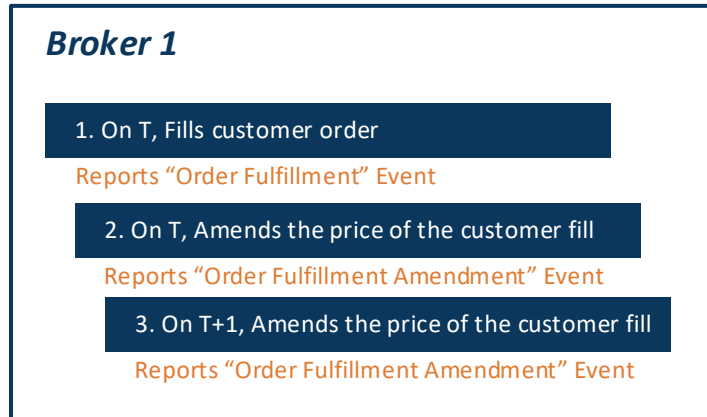 Broker 1
1. On T, Fills customer order
Reports “Order Fulfillment” Event
2. On T, Amends the price of the customer fill
Reports “Order Fulfillment Amendment” Event
3. On T+1, Amends the price of the customer fill
Reports “Order Fulfillment Amendment” Event